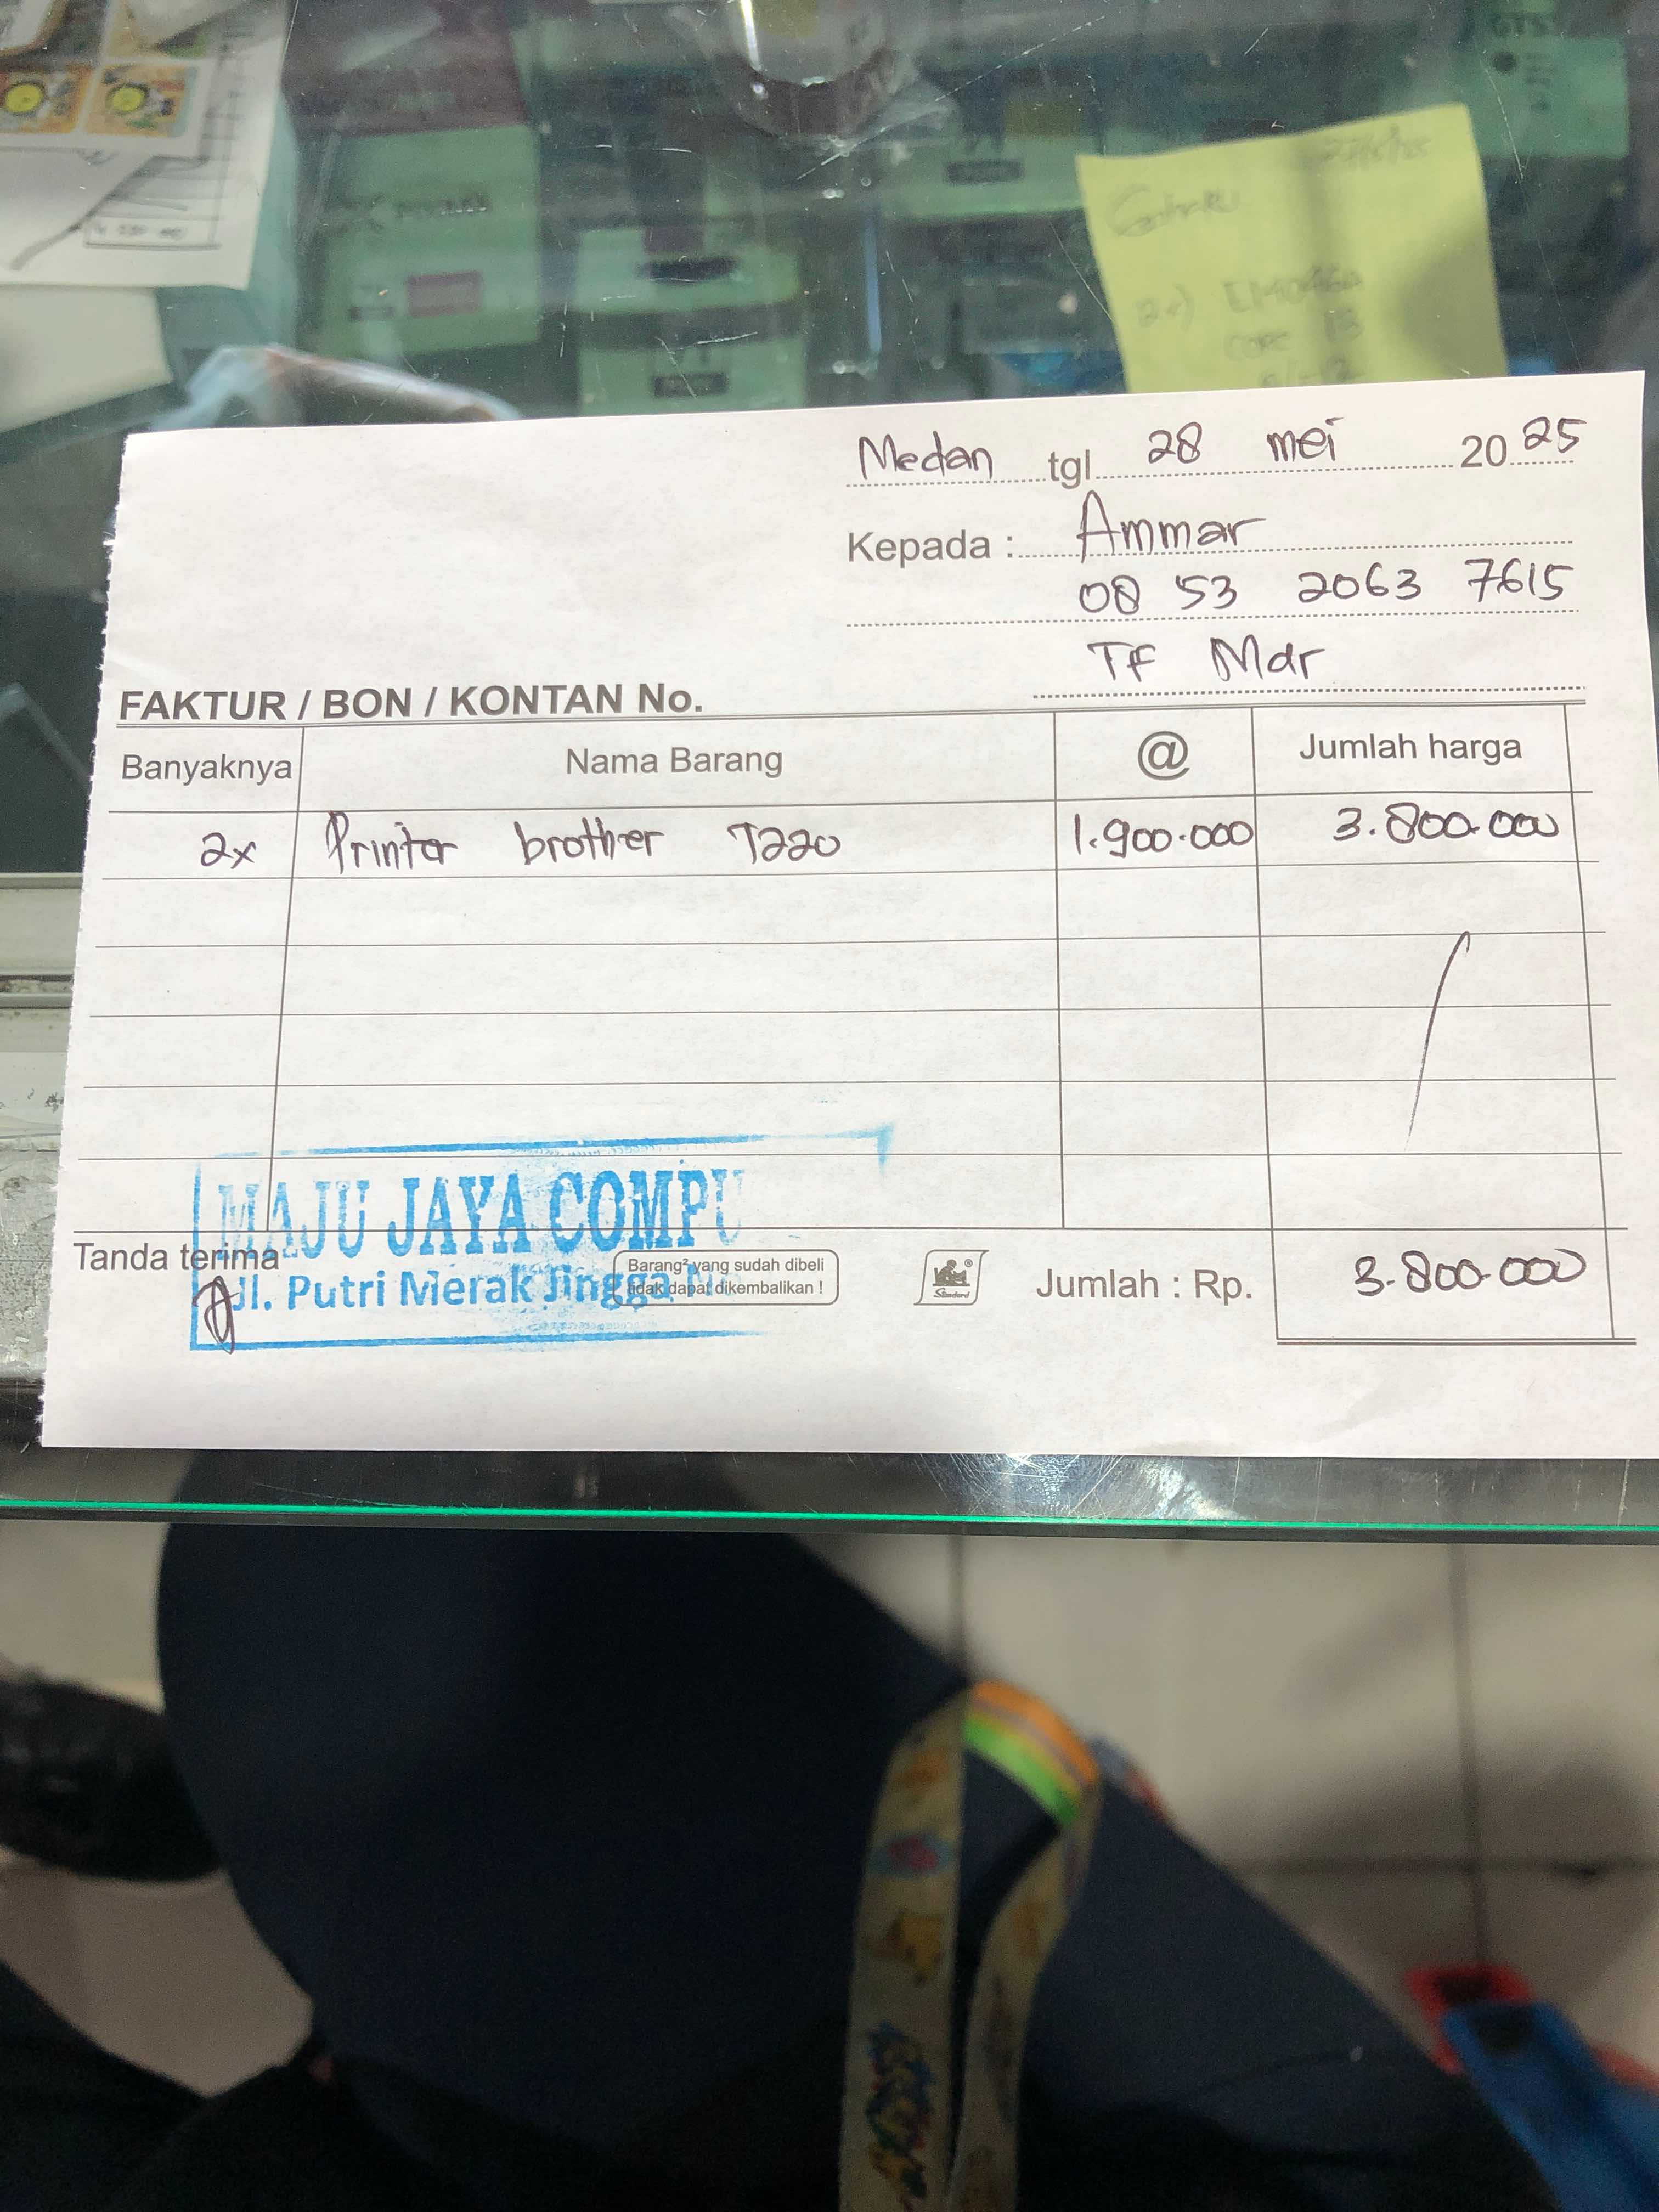 Medan tgl. 28 mei 2025
Kepada : Ammar
08 53 2063 7615
TF Mdr
FAKTUR / BON / KONTAN No.
Banyaknya Nama Barang @ Jumlah harga
2x Printer brother T220 1.900.000 3.800.000
MAJU JAYA COMPU
Tanda terima
Jl. Putri Merak Jingga N
Barang² yang sudah dibeli
tidak dapat dikembalikan !
Standard
Jumlah : Rp. 3.800.000